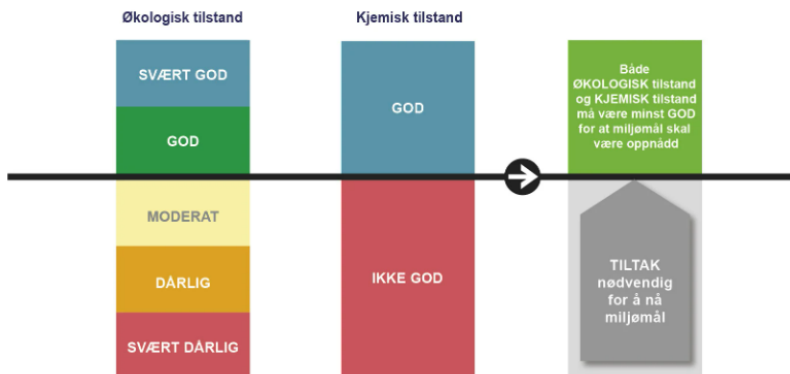 Økologisk tilstand
SVÆRT GOD
GOD
MODERAT
DÅRLIG
SVÆRT DÅRLIG
Kjemisk tilstand
GOD
IKKE GOD
Både
ØKOLOGISK tilstand
og KJEMISK tilstand
må være minst GOD
for at miljømål skal
være oppnådd
TILTAK
nødvendig
for å nå
miljømål